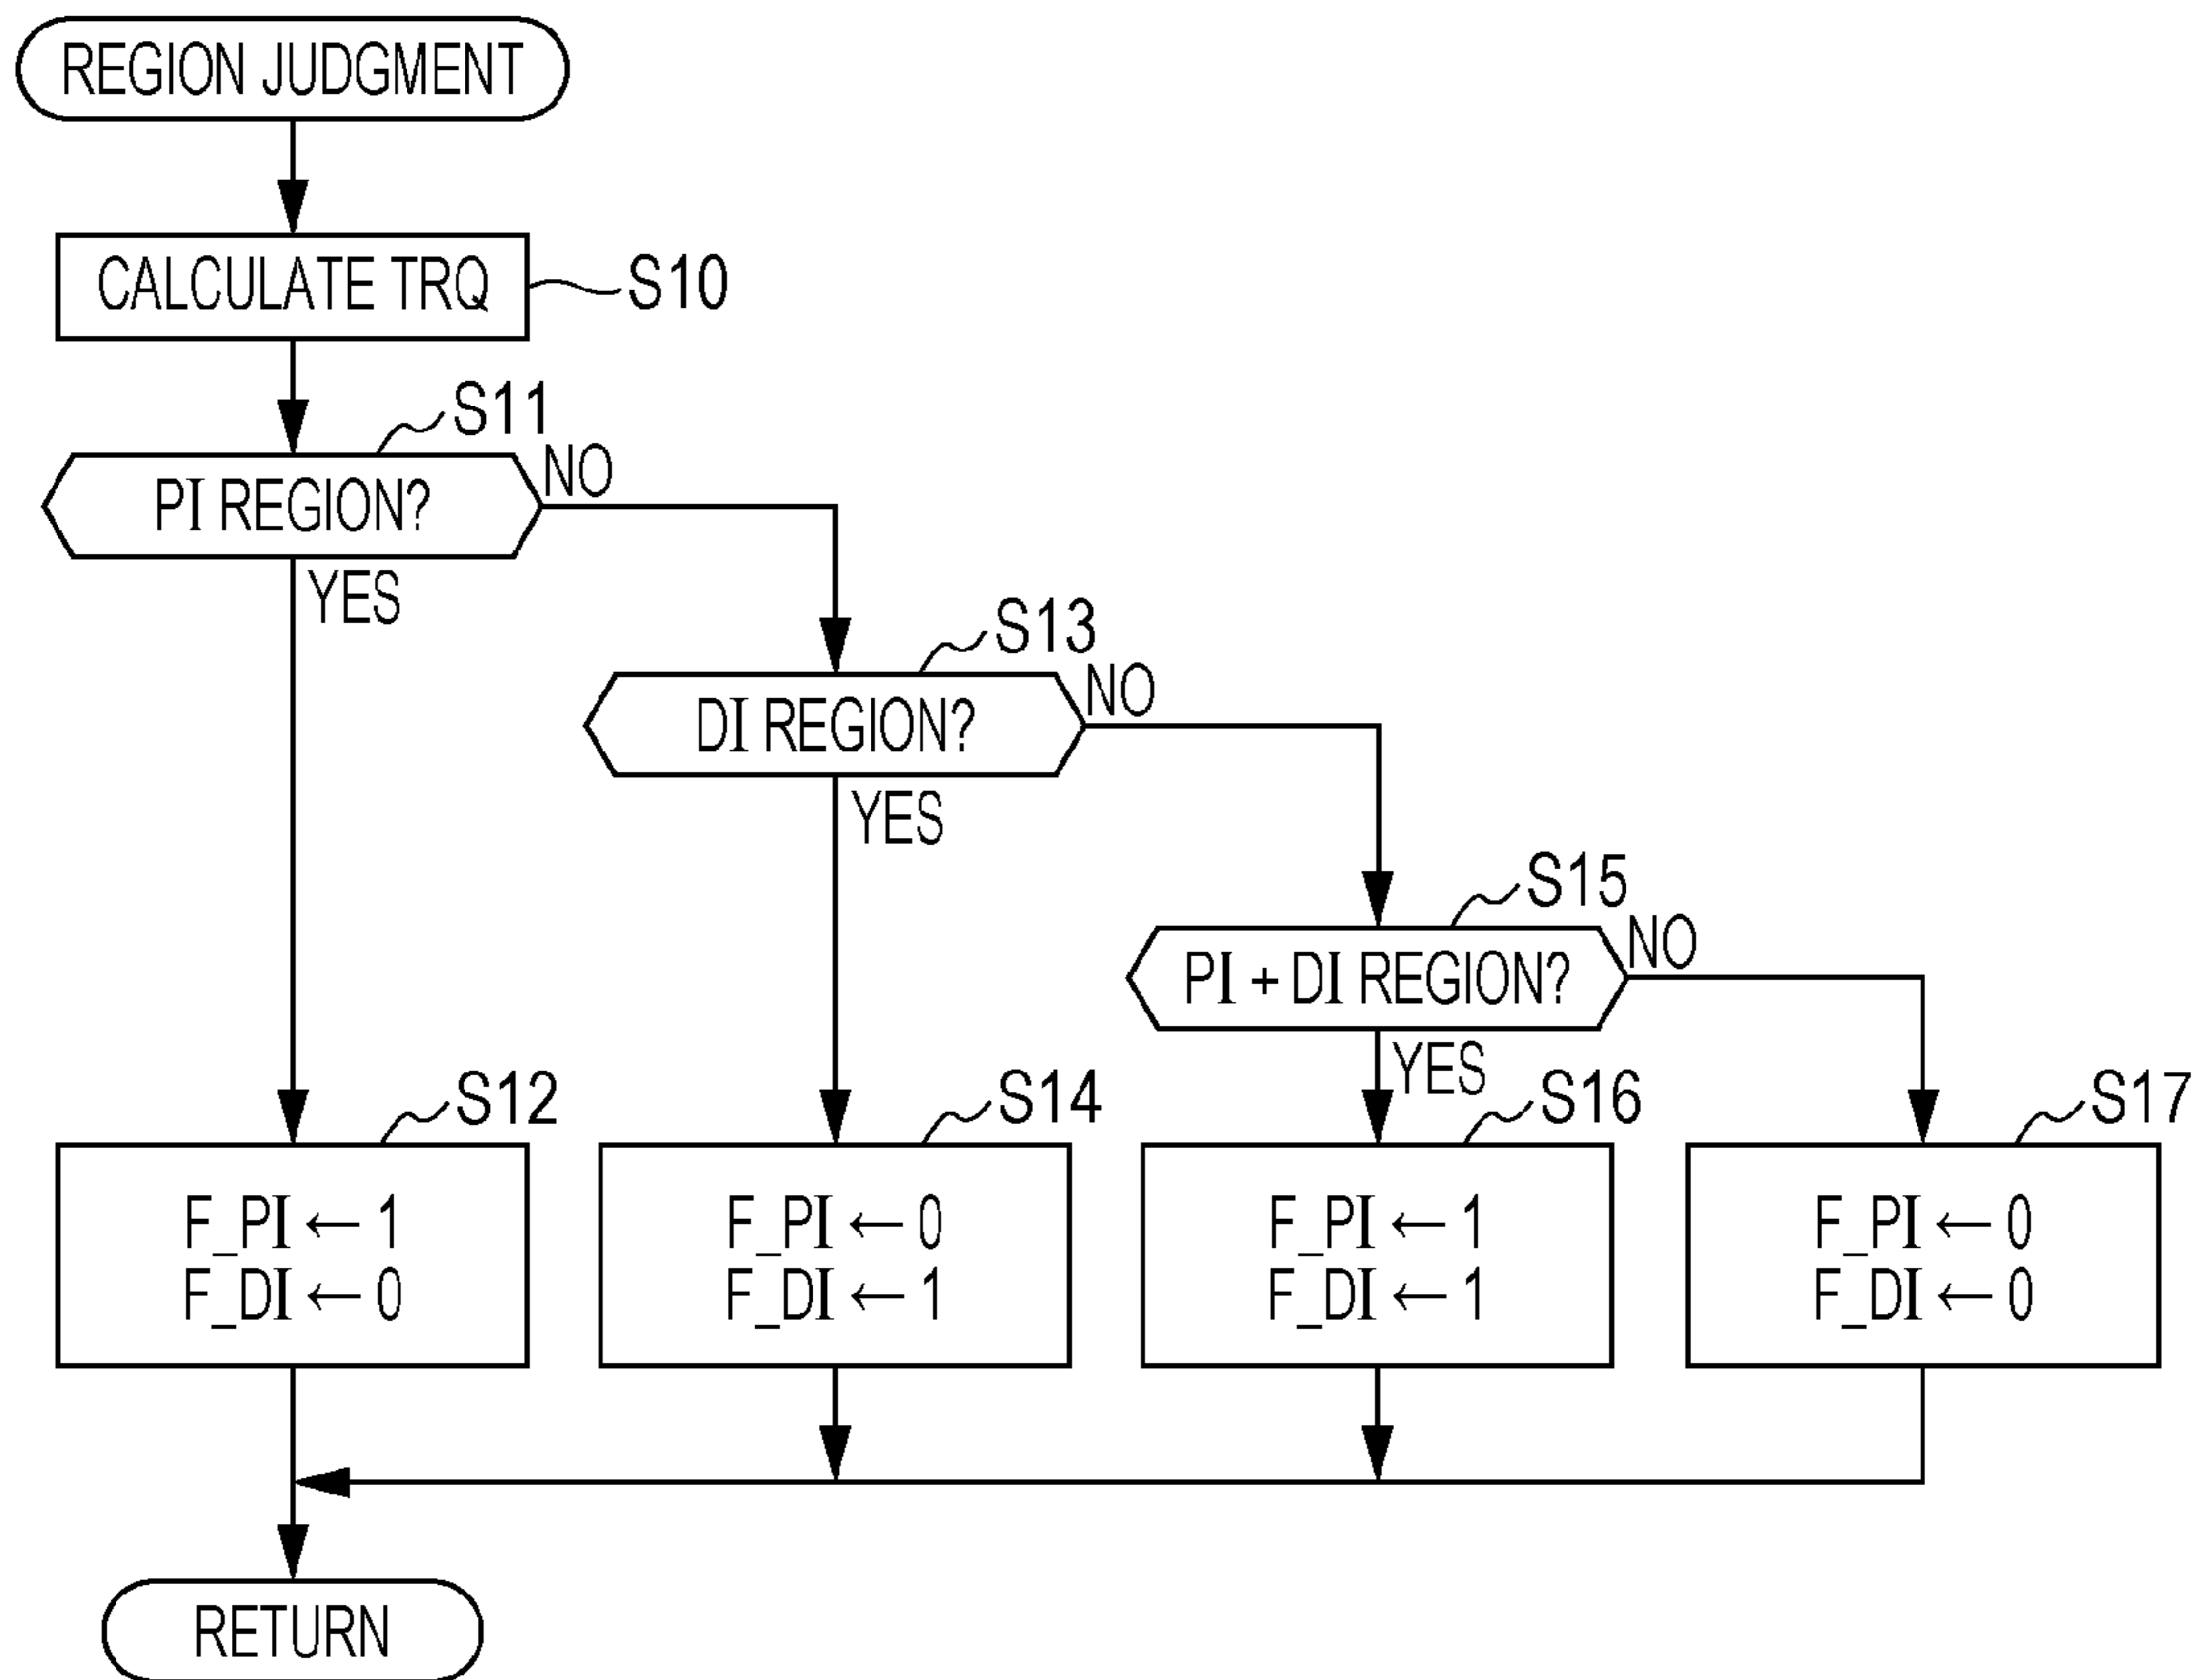 REGION JUDGMENT
CALCULATE TRQ
S10
S11
PI REGION?
NO
YES
S13
DI REGION?
NO
YES
S15
PI + DI REGION?
NO
YES
S12
F_PI ← 1
F_DI ← 0
S14
F_PI ← 0
F_DI ← 1
S16
F_PI ← 1
F_DI ← 1
S17
F_PI ← 0
F_DI ← 0
RETURN